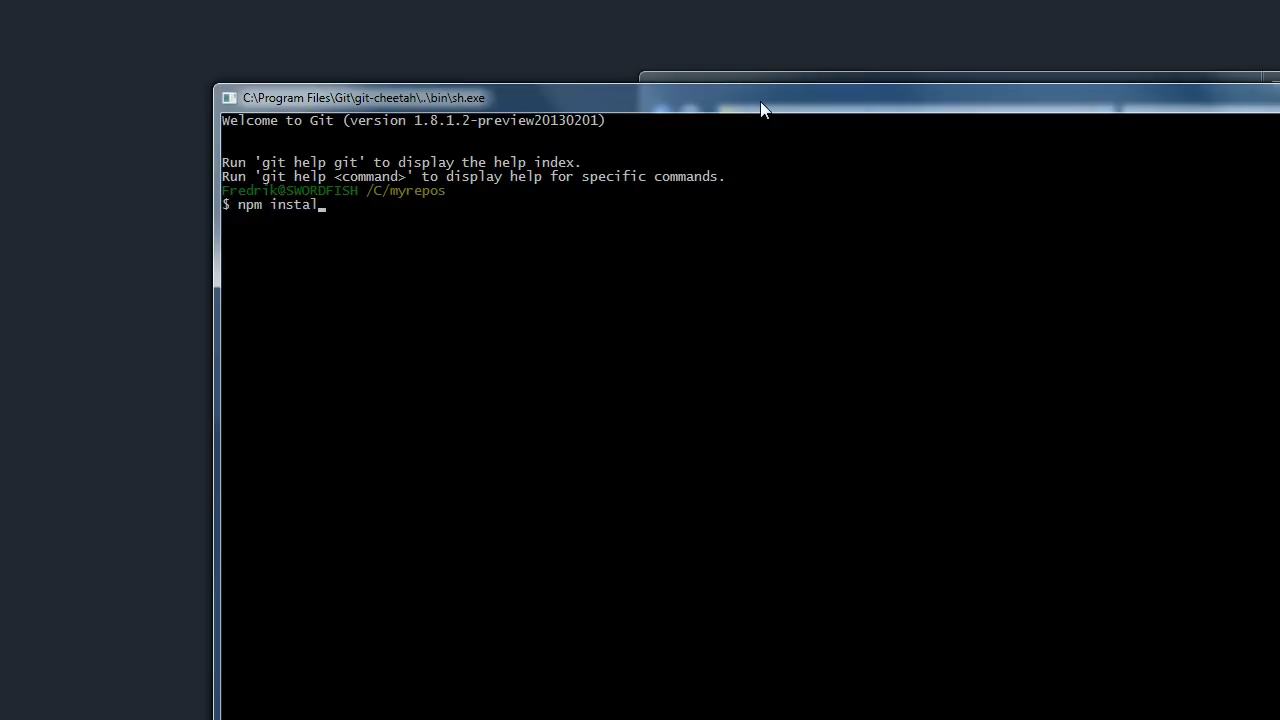 C:\Program Files\Git\git-cheetah\..\bin\sh.exe
Welcome to Git (version 1.8.1.2-preview20130201)
Run 'git help git' to display the help index.
Run 'git help <command>' to display help for specific commands.
Fredrik@SWORDFISH /C/myrepos
$ npm instal_